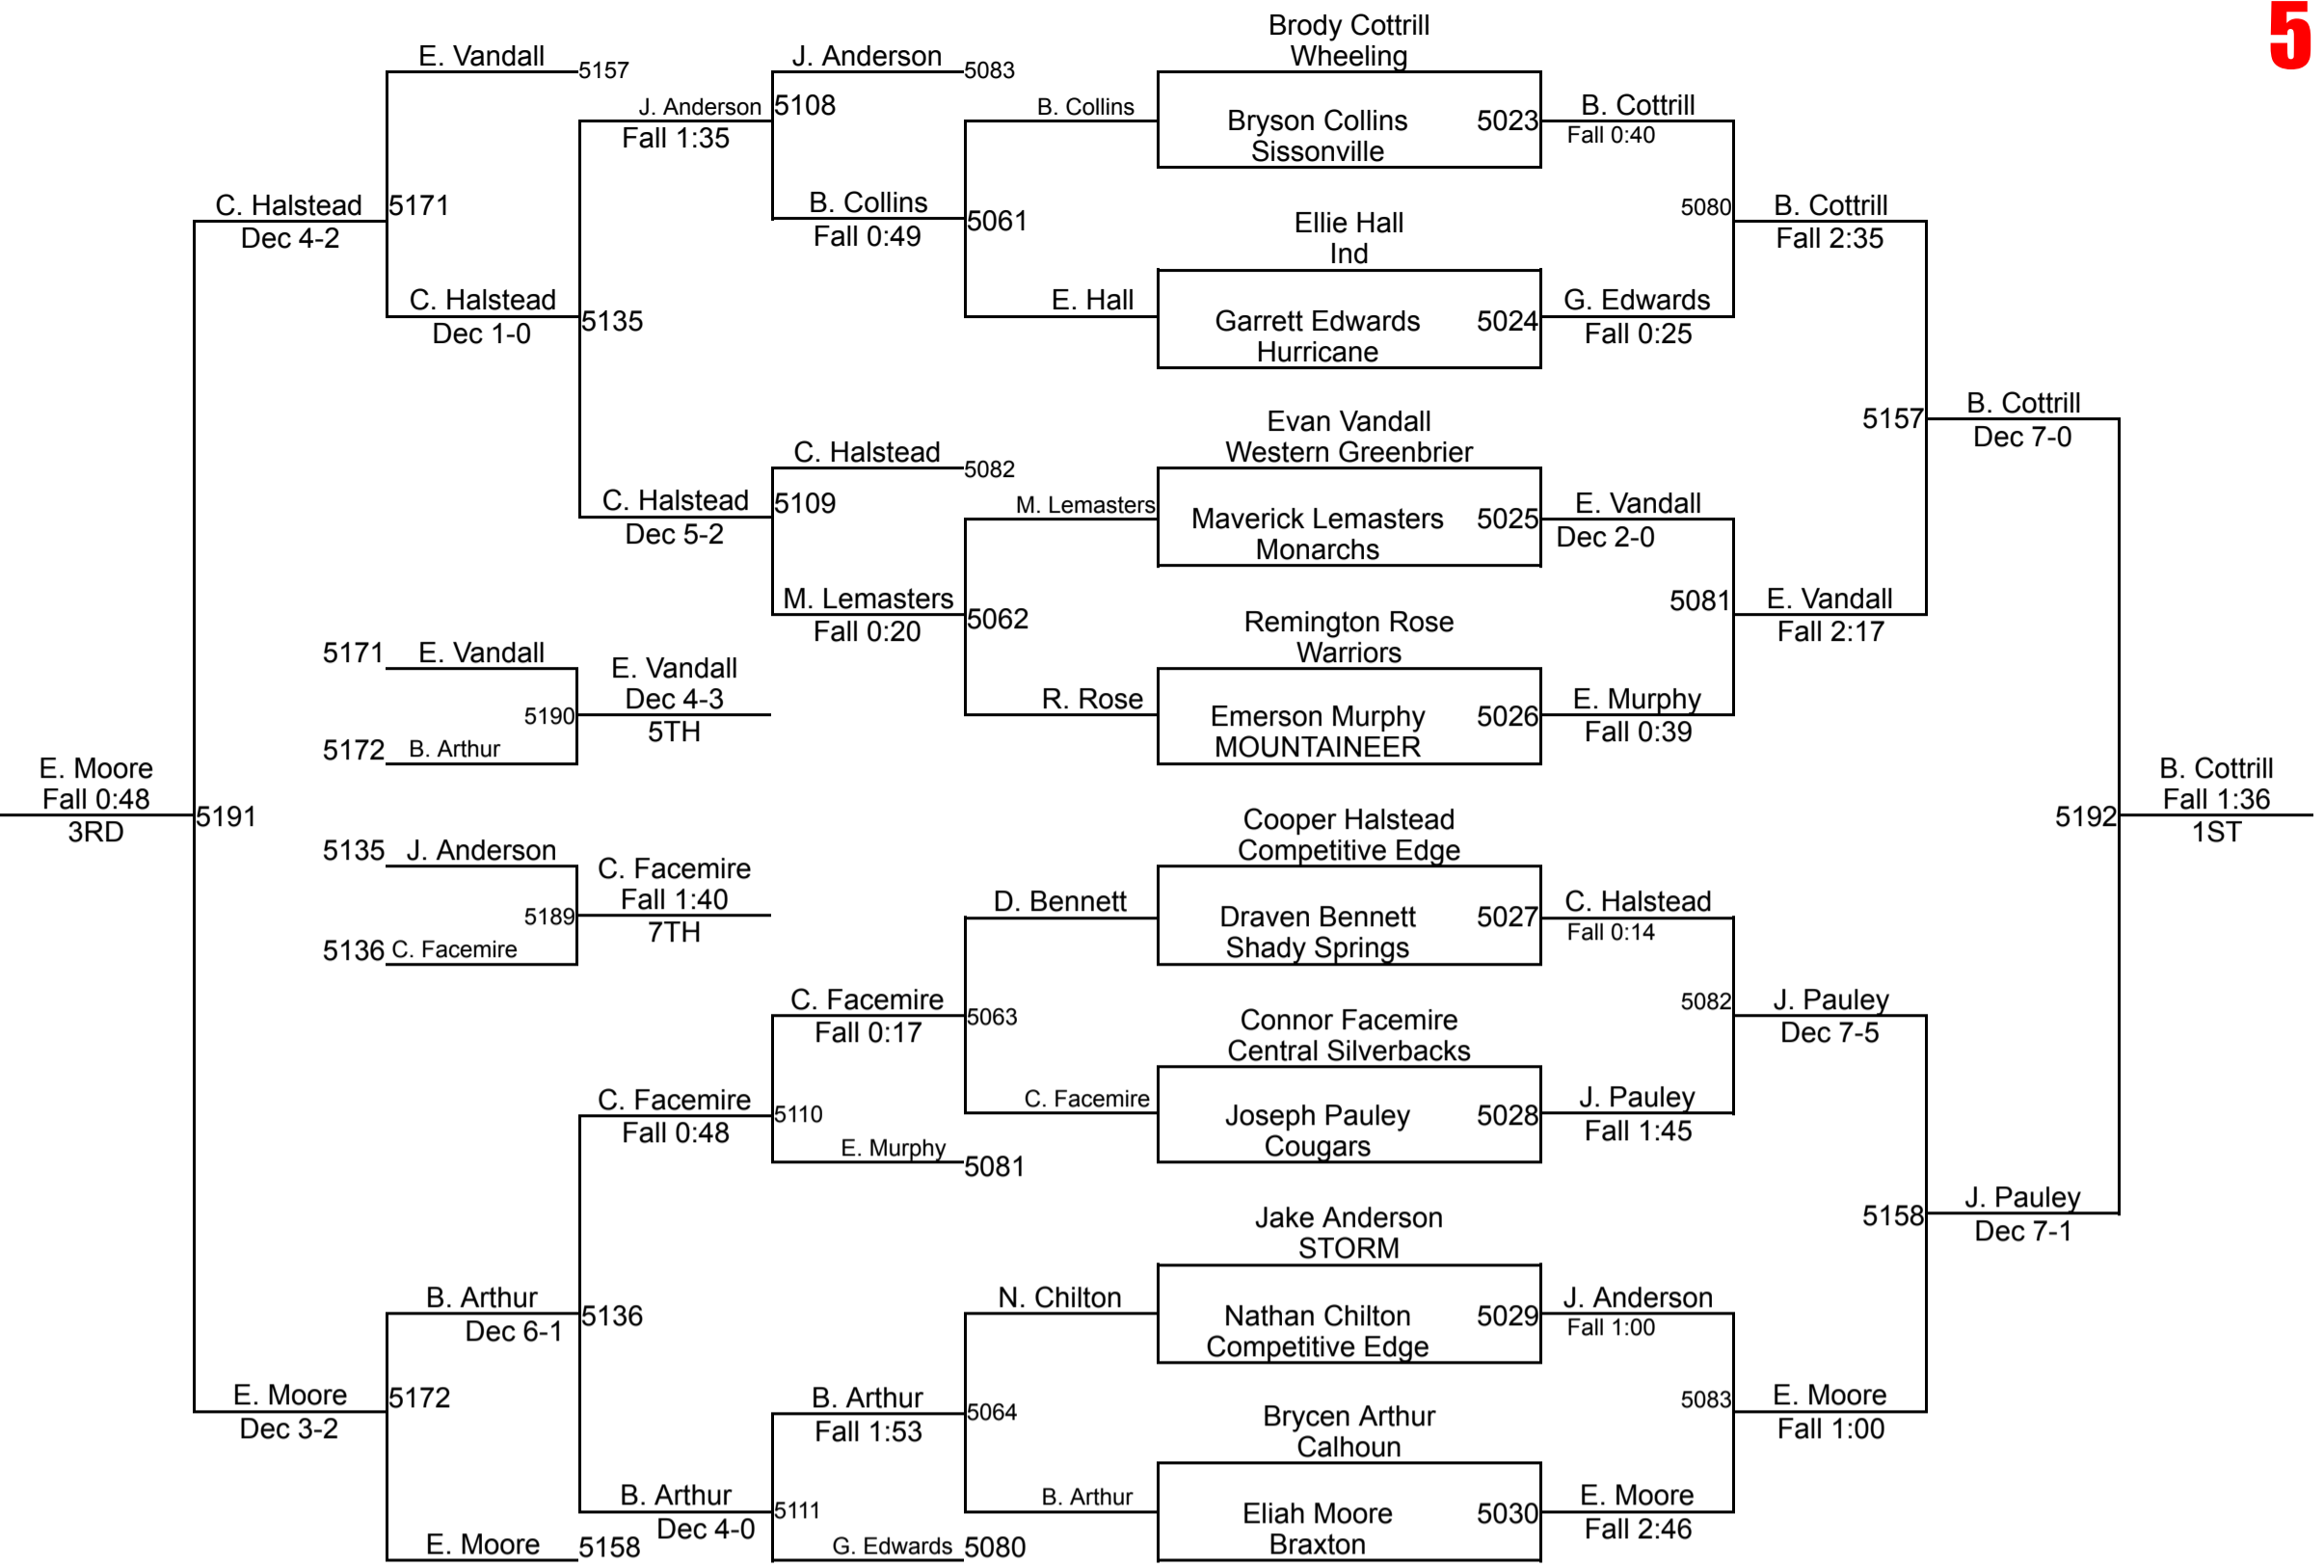 5
Brody Cottrill
Wheeling
E. Vandall
5157
J. Anderson
5083
J. Anderson
5108
B. Collins
B. Cottrill
Fall 1:35
Bryson Collins
5023
Fall 0:40
Sissonville
C. Halstead
5171
B. Collins
5061
5080
B. Cottrill
Dec 4-2
Fall 0:49
Ellie Hall
Fall 2:35
Ind
C. Halstead
E. Hall
G. Edwards
Dec 1-0
5135
Garrett Edwards
5024
Fall 0:25
Hurricane
5157
B. Cottrill
Evan Vandall
Dec 7-0
C. Halstead
5082
Western Greenbrier
C. Halstead
5109
M. Lemasters
E. Vandall
Dec 5-2
Maverick Lemasters
5025
Dec 2-0
Monarchs
M. Lemasters
5062
5081
E. Vandall
Fall 0:20
Remington Rose
Fall 2:17
5171
E. Vandall
Warriors
E. Vandall
Dec 4-3
R. Rose
E. Murphy
5190
5TH
Emerson Murphy
5026
Fall 0:39
5172
B. Arthur
MOUNTAINEER
E. Moore
B. Cottrill
Fall 0:48
Fall 1:36
3RD
5191
Cooper Halstead
5192
1ST
5135
J. Anderson
Competitive Edge
C. Facemire
Fall 1:40
D. Bennett
C. Halstead
5189
7TH
Draven Bennett
5027
Fall 0:14
5136
C. Facemire
Shady Springs
C. Facemire
5063
5082
J. Pauley
Fall 0:17
Connor Facemire
Dec 7-5
Central Silverbacks
C. Facemire
5110
C. Facemire
J. Pauley
Fall 0:48
Joseph Pauley
5028
Fall 1:45
E. Murphy
5081
Cougars
5158
J. Pauley
Jake Anderson
Dec 7-1
STORM
B. Arthur
5136
N. Chilton
J. Anderson
Dec 6-1
Nathan Chilton
5029
Fall 1:00
Competitive Edge
E. Moore
5172
B. Arthur
5064
5083
E. Moore
Dec 3-2
Fall 1:53
Brycen Arthur
Fall 1:00
Calhoun
B. Arthur
5111
B. Arthur
E. Moore
Dec 4-0
Eliah Moore
5030
Fall 2:46
E. Moore
5158
G. Edwards
5080
Braxton